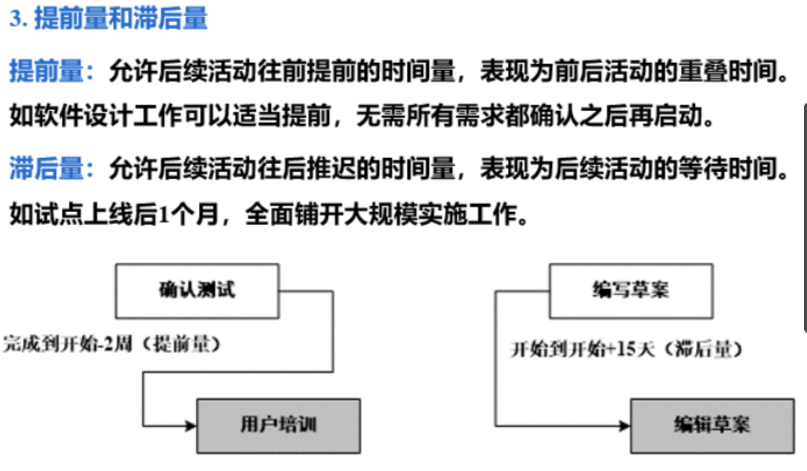 3. 提前量和滞后量
提前量：允许后续活动往前提前的时间量，表现为前后活动的重叠时间。
如软件设计工作可以适当提前，无需所有需求都确认之后再启动。
滞后量：允许后续活动往后推迟的时间量，表现为后续活动的等待时间。
如试点上线后1个月，全面铺开大规模实施工作。
确认测试
完成到开始-2周（提前量）
用户培训
编写草案
开始到开始+15天（滞后量）
编辑草案